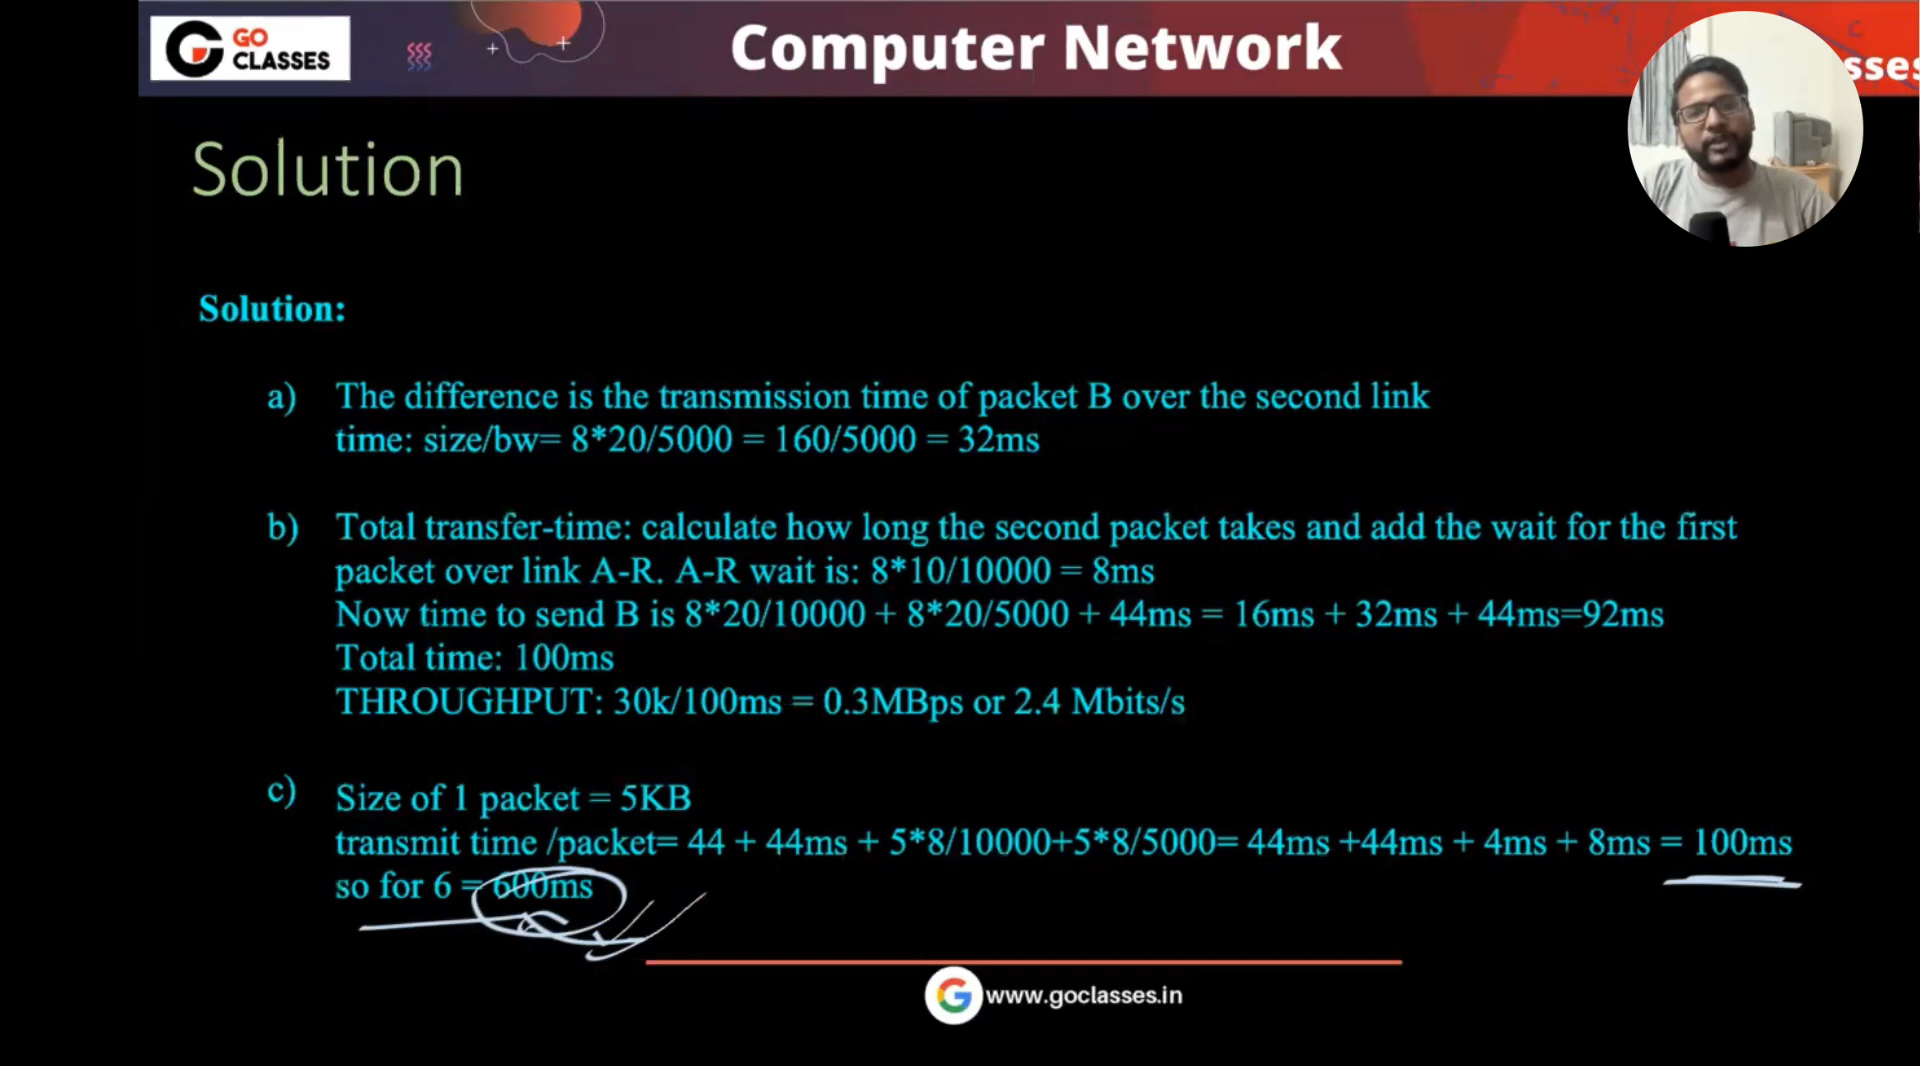 GO
CLASSES
Computer Network
sses
Solution
Solution:
a) The difference is the transmission time of packet B over the second link
time: size/bw= 8*20/5000 = 160/5000 = 32ms
b) Total transfer-time: calculate how long the second packet takes and add the wait for the first
packet over link A-R. A-R wait is: 8*10/10000 = 8ms
Now time to send B is 8*20/10000 + 8*20/5000 + 44ms = 16ms + 32ms + 44ms=92ms
Total time: 100ms
THROUGHPUT: 30k/100ms = 0.3MBps or 2.4 Mbits/s
c) Size of 1 packet = 5KB
transmit time /packet= 44 + 44ms + 5*8/10000+5*8/5000= 44ms +44ms + 4ms + 8ms = 100ms
so for 6 = 600ms
www.goclasses.in